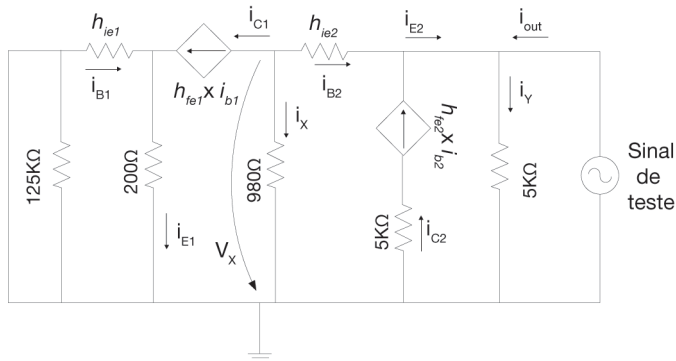 h_ie1
i_C1
h_ie2
i_E2
i_out
i_B1
h_fe1 x i_b1
i_B2
i_X
h_fe2 x i_b2
i_Y
125KΩ
200Ω
980Ω
5KΩ
5KΩ
Sinal
de
teste
i_E1
V_X
i_C2